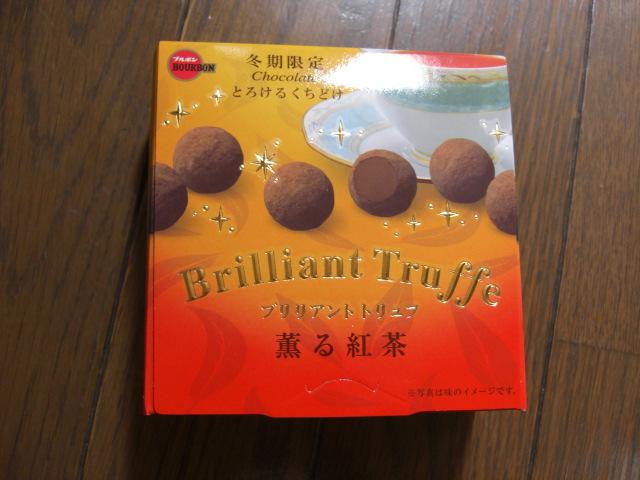 ブルボン
BOURBON
冬期限定
Chocolate
とろけるくちどけ
Brilliant Truffe
ブリリアントトリュフ
薫る紅茶
※写真は味のイメージです。